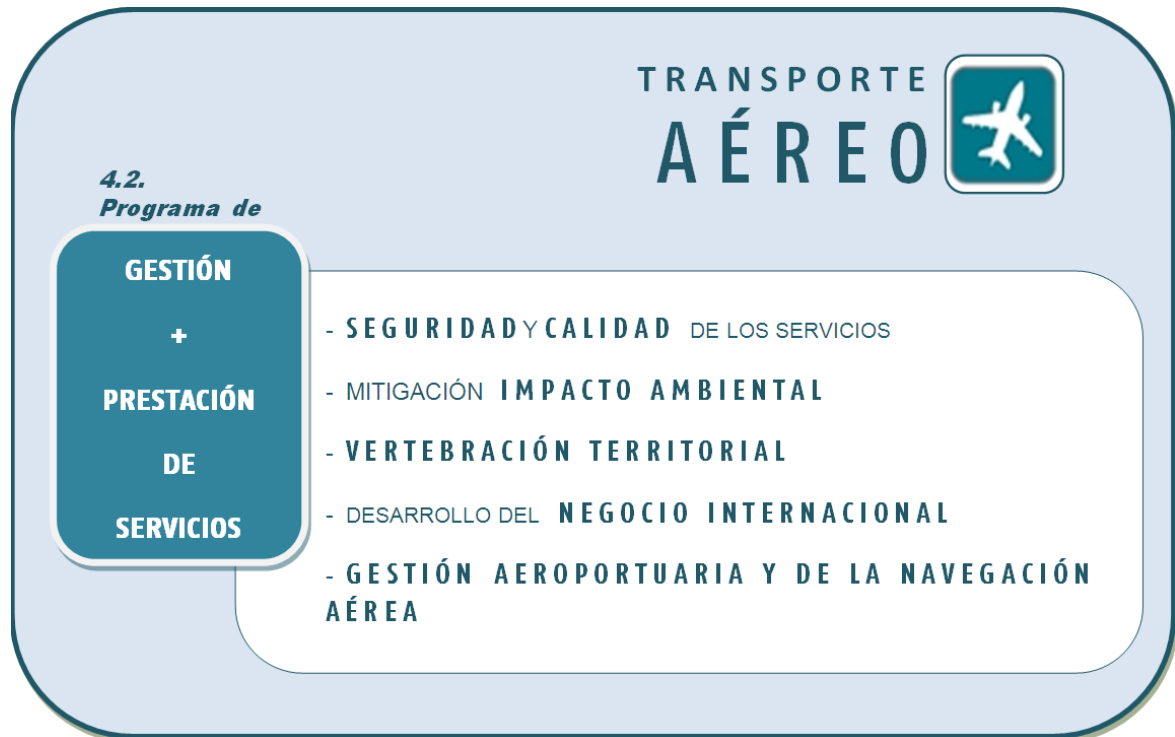 TRANSPORTE
AÉREO
4.2.
Programa de
GESTIÓN
+
PRESTACIÓN
DE
SERVICIOS
- SEGURIDAD Y CALIDAD DE LOS SERVICIOS
- MITIGACIÓN IMPACTO AMBIENTAL
- VERTEBRACIÓN TERRITORIAL
- DESARROLLO DEL NEGOCIO INTERNACIONAL
- GESTIÓN AEROPORTUARIA Y DE LA NAVEGACIÓN
AÉREA